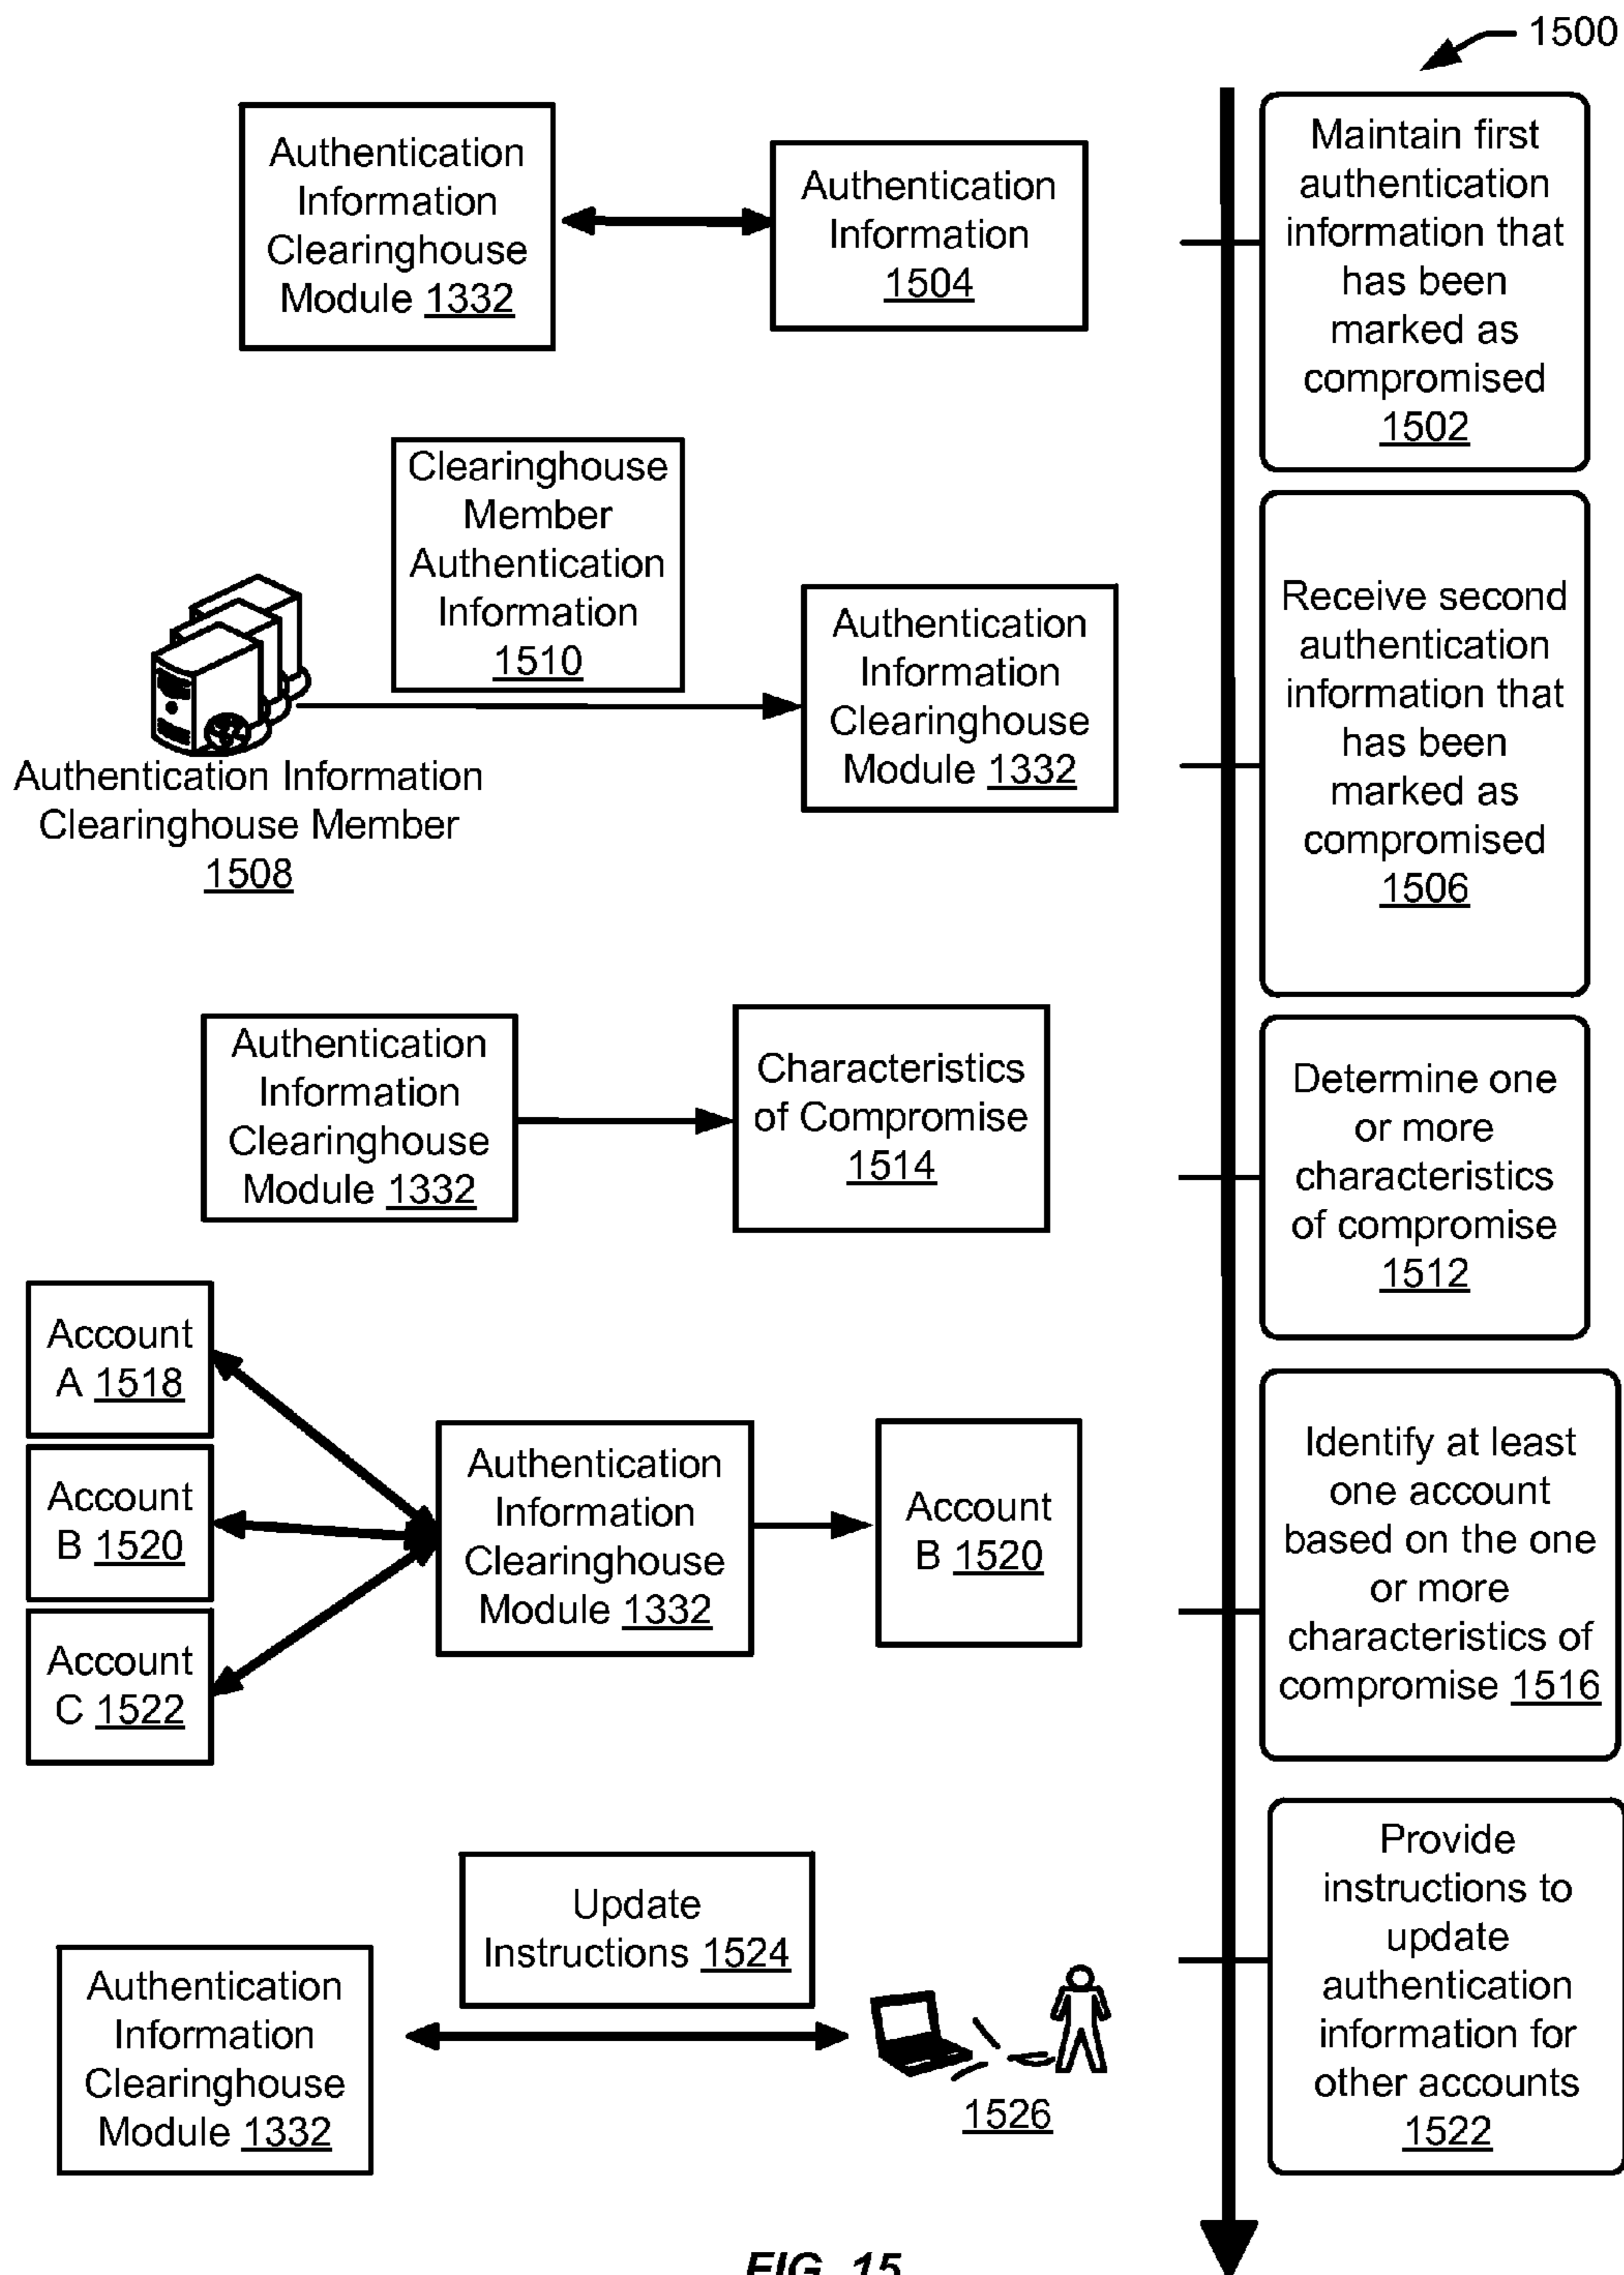 1500
Authentication
Information
Clearinghouse
Module 1332
Authentication
Information
1504
Maintain first
authentication
information that
has been
marked as
compromised
1502
Clearinghouse
Member
Authentication
Information
1510
Authentication Information
Clearinghouse Member
1508
Authentication
Information
Clearinghouse
Module 1332
Receive second
authentication
information that
has been
marked as
compromised
1506
Authentication
Information
Clearinghouse
Module 1332
Characteristics
of Compromise
1514
Determine one
or more
characteristics
of compromise
1512
Account
A 1518
Account
B 1520
Account
C 1522
Authentication
Information
Clearinghouse
Module 1332
Account
B 1520
Identify at least
one account
based on the one
or more
characteristics of
compromise 1516
Authentication
Information
Clearinghouse
Module 1332
Update
Instructions 1524
1526
Provide
instructions to
update
authentication
information for
other accounts
1522
FIG. 15